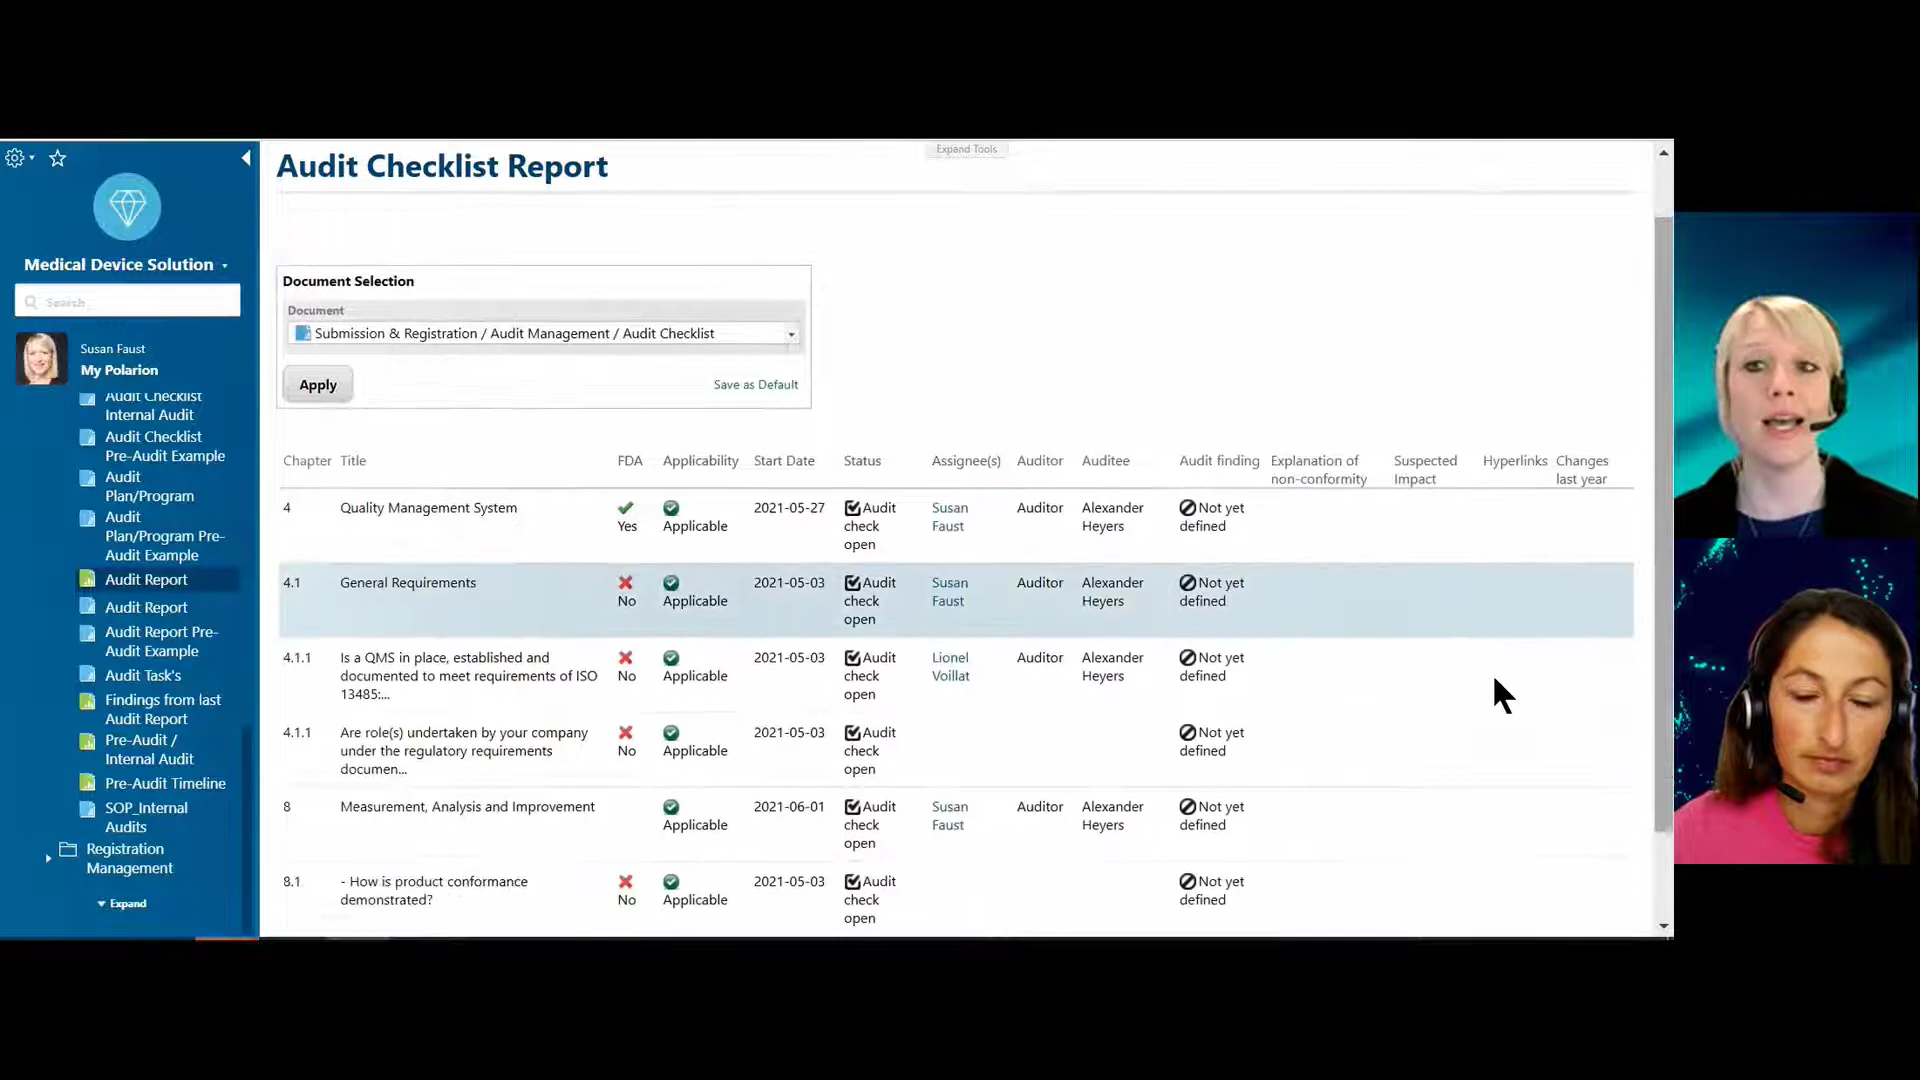 Expand Tools
Audit Checklist Report
Medical Device Solution
Search...
Susan Faust
My Polarion
Audit Checklist
Internal Audit
Audit Checklist
Pre-Audit Example
Audit
Plan/Program
Audit
Plan/Program Pre-
Audit Example
Audit Report
Audit Report
Audit Report Pre-
Audit Example
Audit Task's
Findings from last
Audit Report
Pre-Audit /
Internal Audit
Pre-Audit Timeline
SOP_Internal
Audits
Registration
Management
Expand
Document Selection
Document
Submission & Registration / Audit Management / Audit Checklist
Apply
Save as Default
Chapter Title FDA Applicability Start Date Status Assignee(s) Auditor Auditee Audit finding Explanation of Suspected Hyperlinks Changes
non-conformity Impact last year
4 Quality Management System 2021-05-27 Audit Susan Auditor Alexander Not yet
Yes Applicable check Faust Heyers defined
open
4.1 General Requirements 2021-05-03 Audit Susan Auditor Alexander Not yet
No Applicable check Faust Heyers defined
open
4.1.1 Is a QMS in place, established and 2021-05-03 Audit Lionel Auditor Alexander Not yet
documented to meet requirements of ISO No Applicable check Voillat Heyers defined
13485:... open
4.1.1 Are role(s) undertaken by your company 2021-05-03 Audit Not yet
under the regulatory requirements No Applicable check defined
documen... open
8 Measurement, Analysis and Improvement 2021-06-01 Audit Susan Auditor Alexander Not yet
Applicable check Faust Heyers defined
open
8.1 - How is product conformance 2021-05-03 Audit Not yet
demonstrated? No Applicable check defined
open